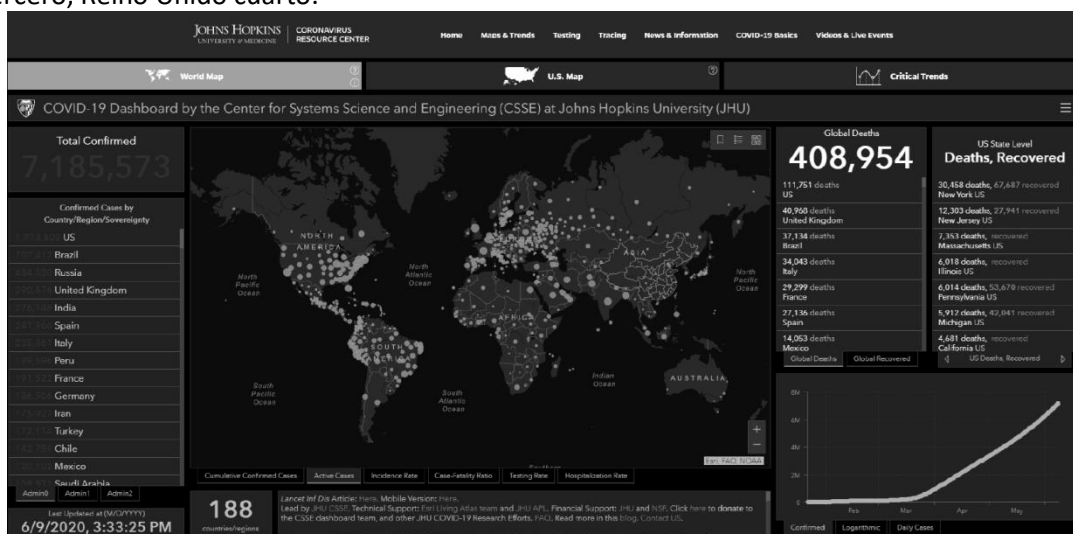 Reino Unido cuarto.
JOHNS HOPKINS
UNIVERSITY & MEDICINE
CORONAVIRUS
RESOURCE CENTER
Home Maps & Trends Testing Tracing News & Information COVID-19 Basics Videos & Live Events
World Map U.S. Map Critical Trends
COVID-19 Dashboard by the Center for Systems Science and Engineering (CSSE) at Johns Hopkins University (JHU)
Total Confirmed
7,185,573
Confirmed Cases by
Country/Region/Sovereignty
US
Brazil
Russia
United Kingdom
India
Spain
Italy
Peru
France
Germany
Iran
Turkey
Chile
Mexico
Saudi Arabia
Admin0 Admin1 Admin2
Last Updated at (M/D/YYYY)
6/9/2020, 3:33:25 PM
NORTH
AMERICA
North
Pacific
Ocean
North
Atlantic
Ocean
ASIA
North
Pacific
Ocean
AFRICA
SOUTH
AMERICA
South
Pacific
Ocean
South
Atlantic
Ocean
Indian
Ocean
AUSTRALIA
+
−
Esri, FAO, NOAA
Cumulative Confirmed Cases Active Cases Incidence Rate Case-Fatality Ratio Testing Rate Hospitalization Rate
188
countries/regions
Lancet Inf Dis Article: Here. Mobile Version: Here.
Lead by JHU CSSE. Technical Support: Esri Living Atlas team and JHU APL. Financial Support: JHU and NSF. Click here to donate to
the CSSE dashboard team, and other JHU COVID-19 Research Efforts. FAQ. Read more in this blog. Contact US.
Global Deaths
408,954
111,751 deaths
US
40,968 deaths
United Kingdom
37,134 deaths
Brazil
34,043 deaths
Italy
29,299 deaths
France
27,136 deaths
Spain
14,053 deaths
Mexico
Global Deaths Global Recovered
US State Level
Deaths, Recovered
30,458 deaths, 67,687 recovered
New York US
12,303 deaths, 27,941 recovered
New Jersey US
7,353 deaths, recovered
Massachusetts US
6,018 deaths, recovered
Illinois US
6,014 deaths, 53,670 recovered
Pennsylvania US
5,912 deaths, 42,041 recovered
Michigan US
4,681 deaths, recovered
California US
US Deaths, Recovered
8M
6M
4M
2M
0
Feb Mar Apr May
Confirmed Logarithmic Daily Cases